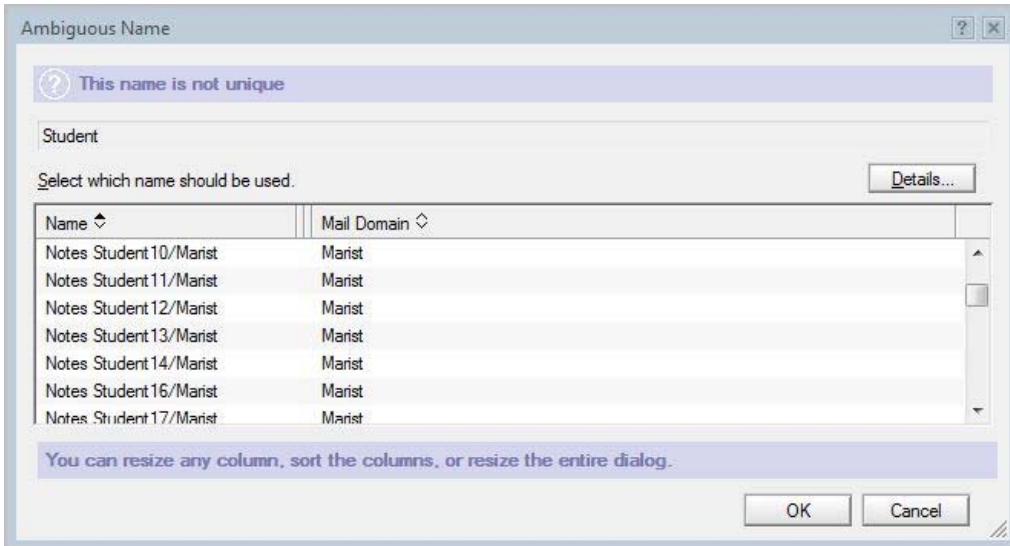 Ambiguous Name
? This name is not unique
Student
Select which name should be used.
Details...
Name Mail Domain
Notes Student10/Marist Marist
Notes Student11/Marist Marist
Notes Student12/Marist Marist
Notes Student13/Marist Marist
Notes Student14/Marist Marist
Notes Student16/Marist Marist
Notes Student17/Marist Marist
You can resize any column, sort the columns, or resize the entire dialog.
OK Cancel